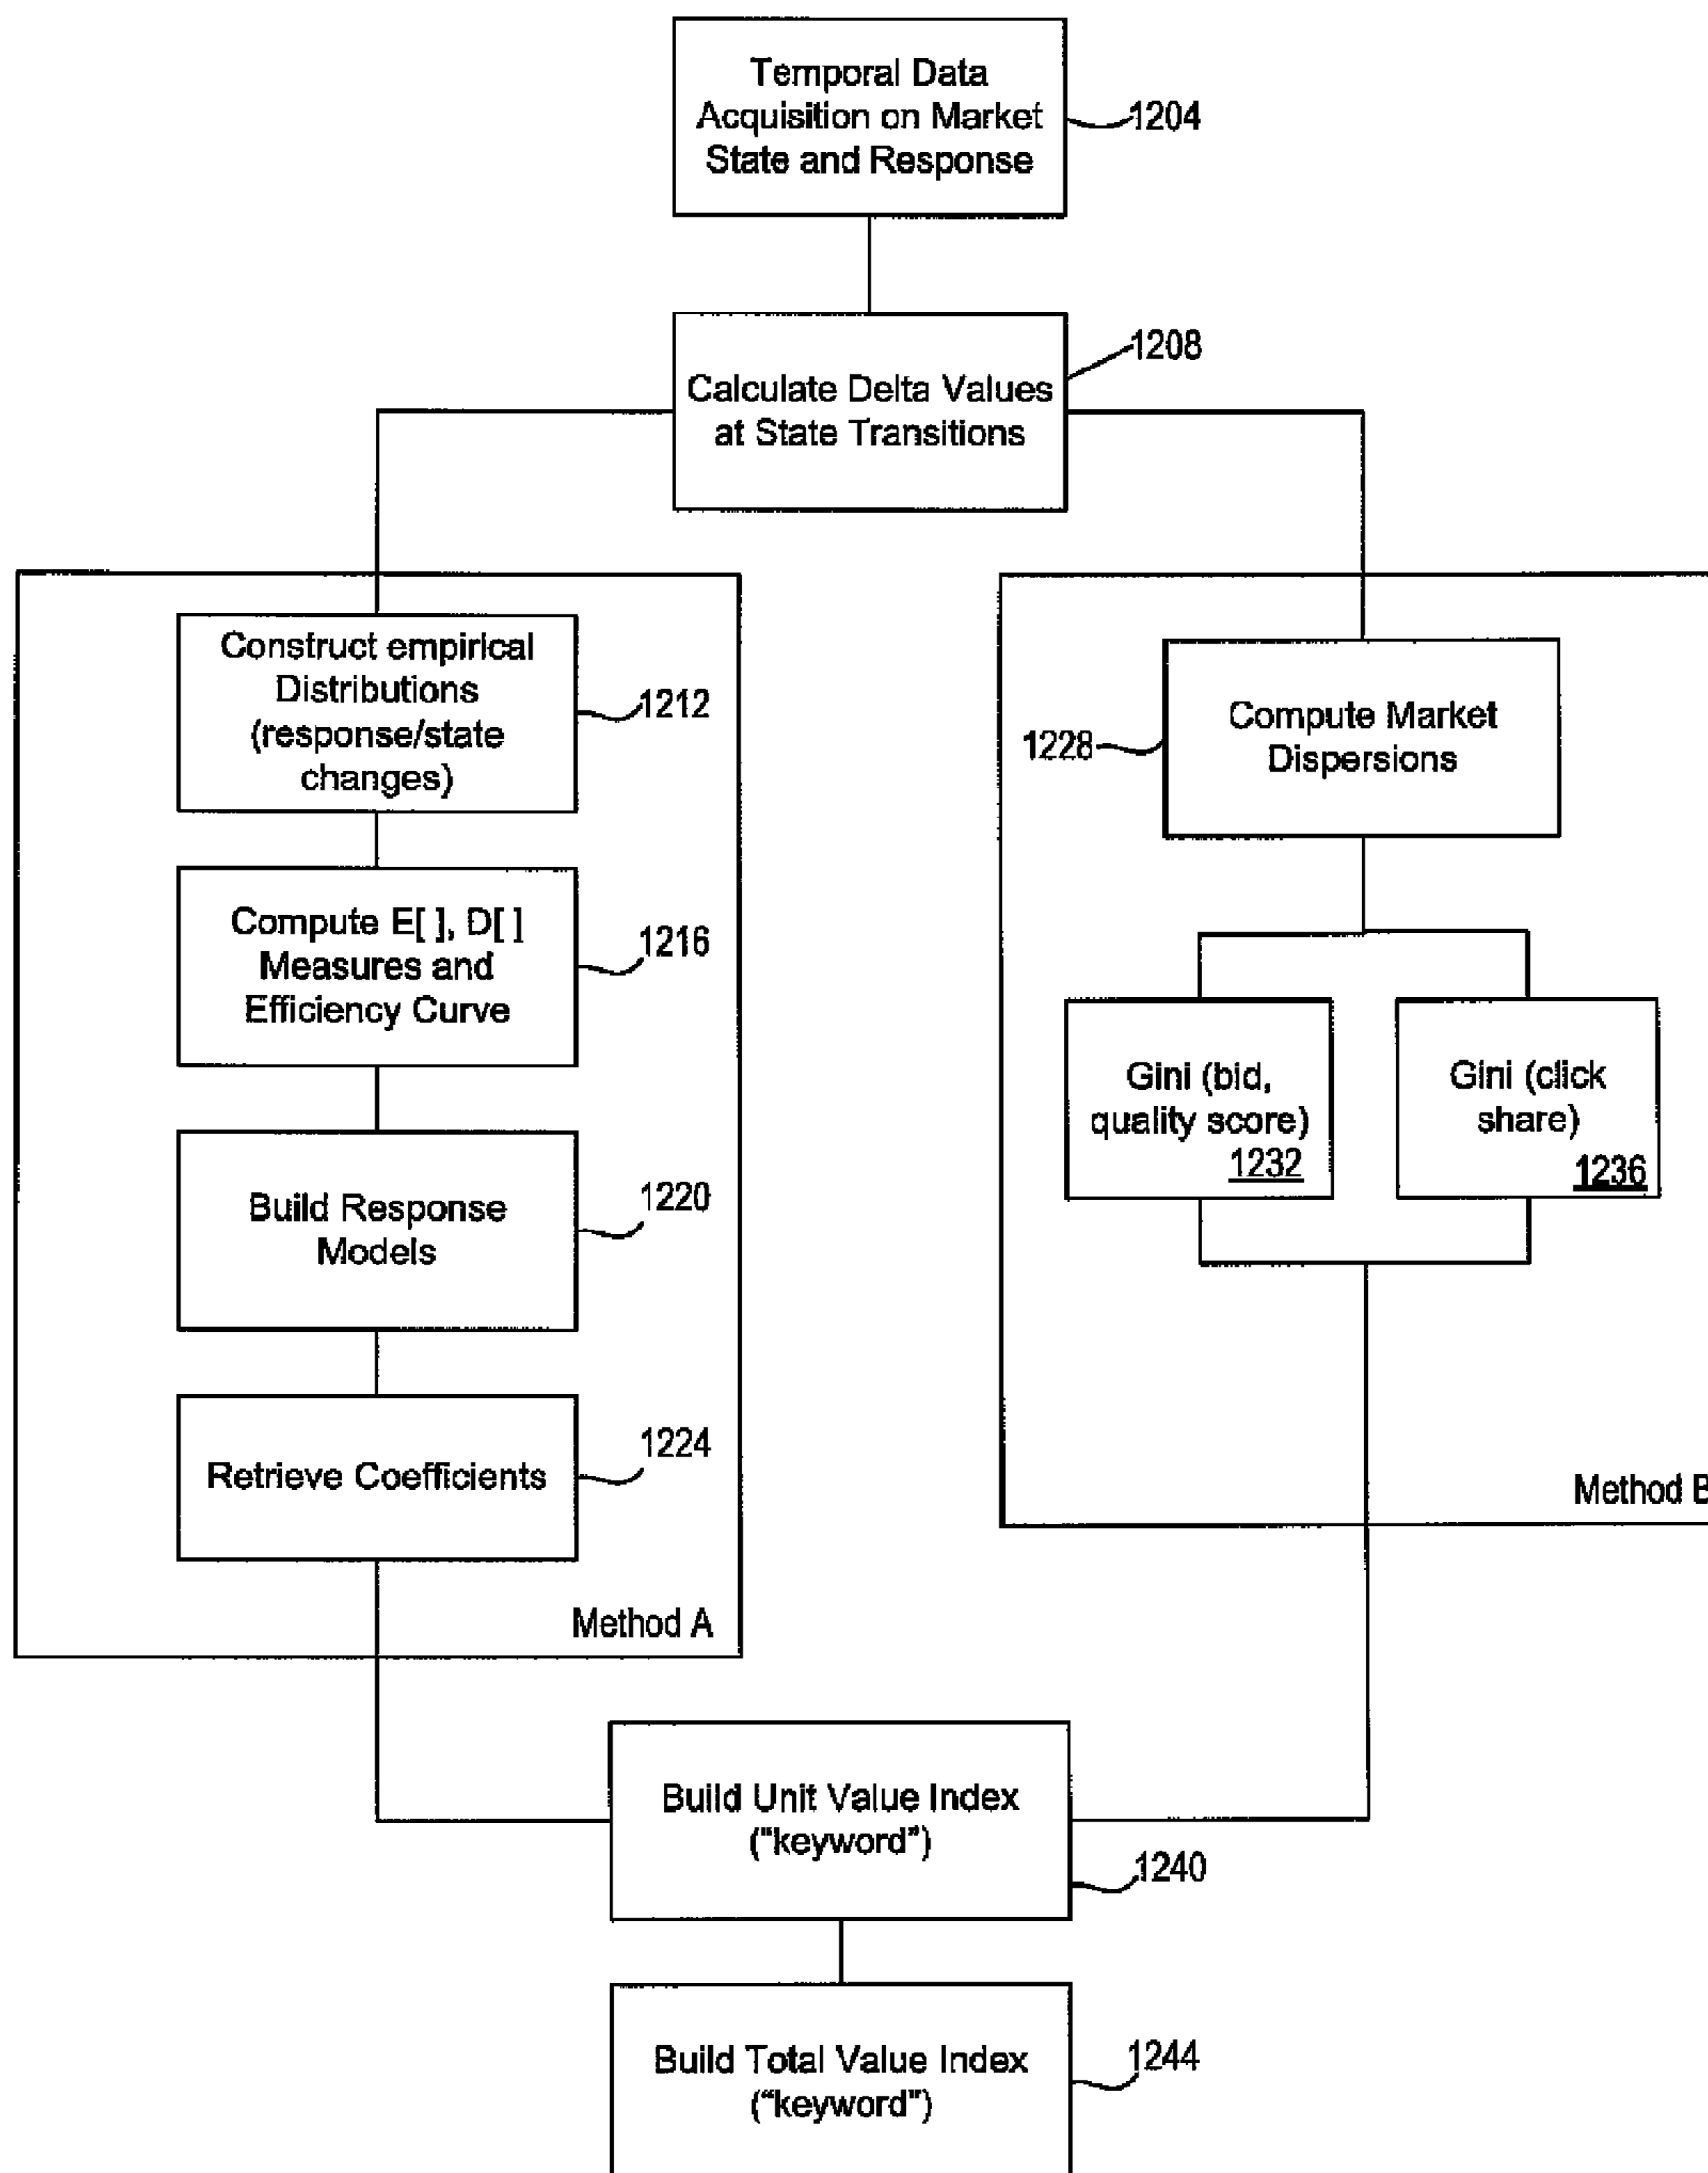 Temporal Data
Acquisition on Market
State and Response
1204
1208
Calculate Delta Values
at State Transitions
Construct empirical
Distributions
(response/state
changes)
1212
Compute E[ ], D[ ]
Measures and
Efficiency Curve
1216
Build Response
Models
1220
Retrieve Coefficients
1224
Method A
Compute Market
Dispersions
1228
Gini (bid,
quality score)
1232
Gini (click
share)
1236
Method B
Build Unit Value Index
("keyword")
1240
Build Total Value Index
("keyword")
1244